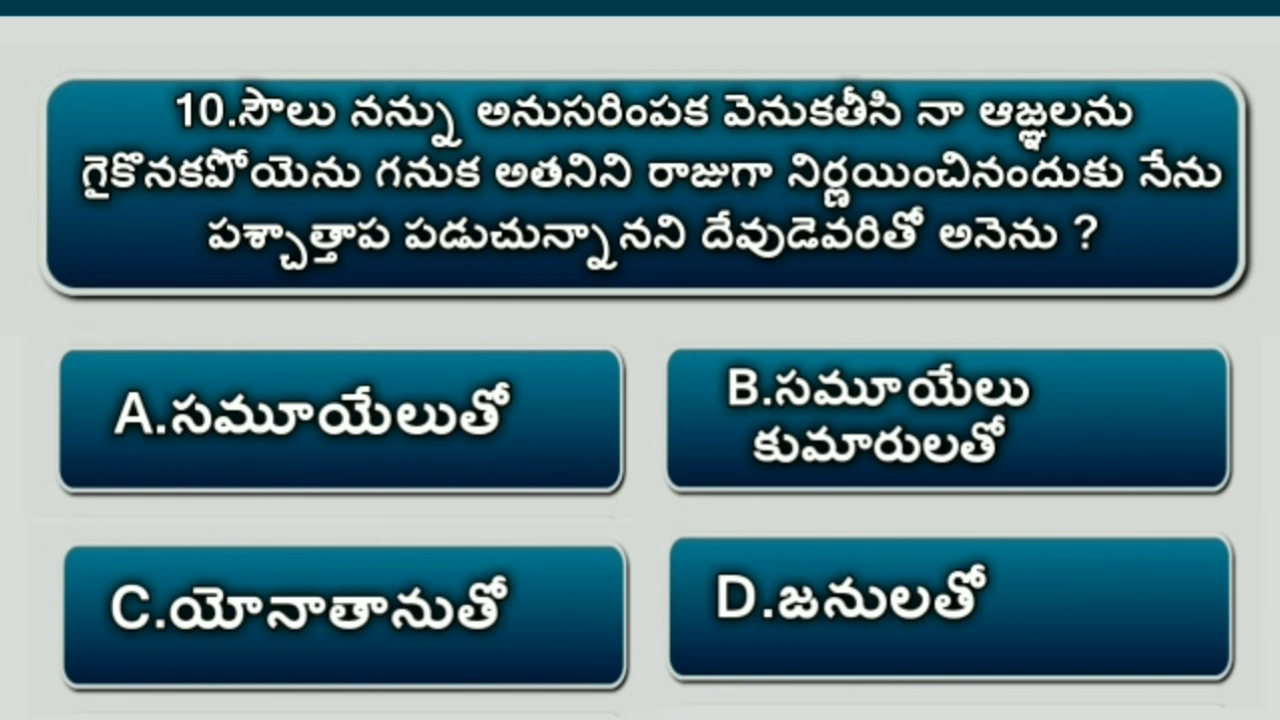 10.సౌలు నన్ను అనుసరింపక వెనుకతీసి నా ఆజ్ఞలను
గైకొనకపోయెను గనుక అతనిని రాజుగా నిర్ణయించినందుకు నేను
పశ్చాత్తాప పడుచున్నానని దేవుడెవరితో అనెను ?
A.సమూయేలుతో
B.సమూయేలు
కుమారులతో
C.యోనాతానుతో
D.జనులతో